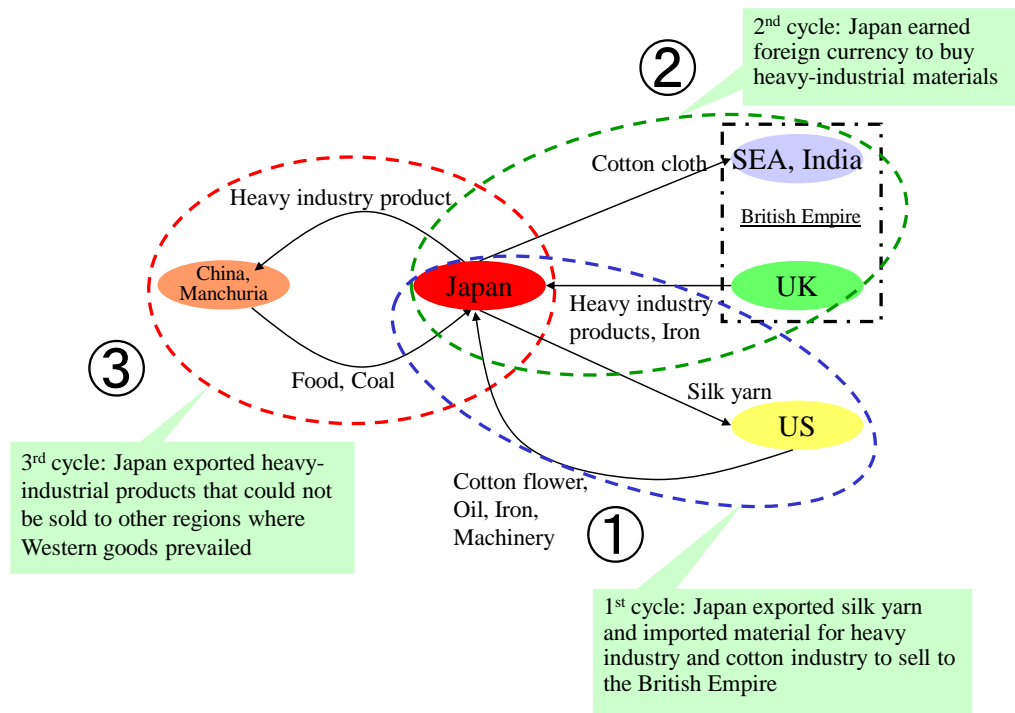 2nd cycle: Japan earned
foreign currency to buy
heavy-industrial materials
②
SEA, India
Cotton cloth
British Empire
Heavy industry product
China,
Manchuria
Japan
UK
Heavy industry
products, Iron
③
Food, Coal
Silk yarn
US
3rd cycle: Japan exported heavy-
industrial products that could not
be sold to other regions where
Western goods prevailed
Cotton flower,
Oil, Iron,
Machinery
①
1st cycle: Japan exported silk yarn
and imported material for heavy
industry and cotton industry to sell to
the British Empire